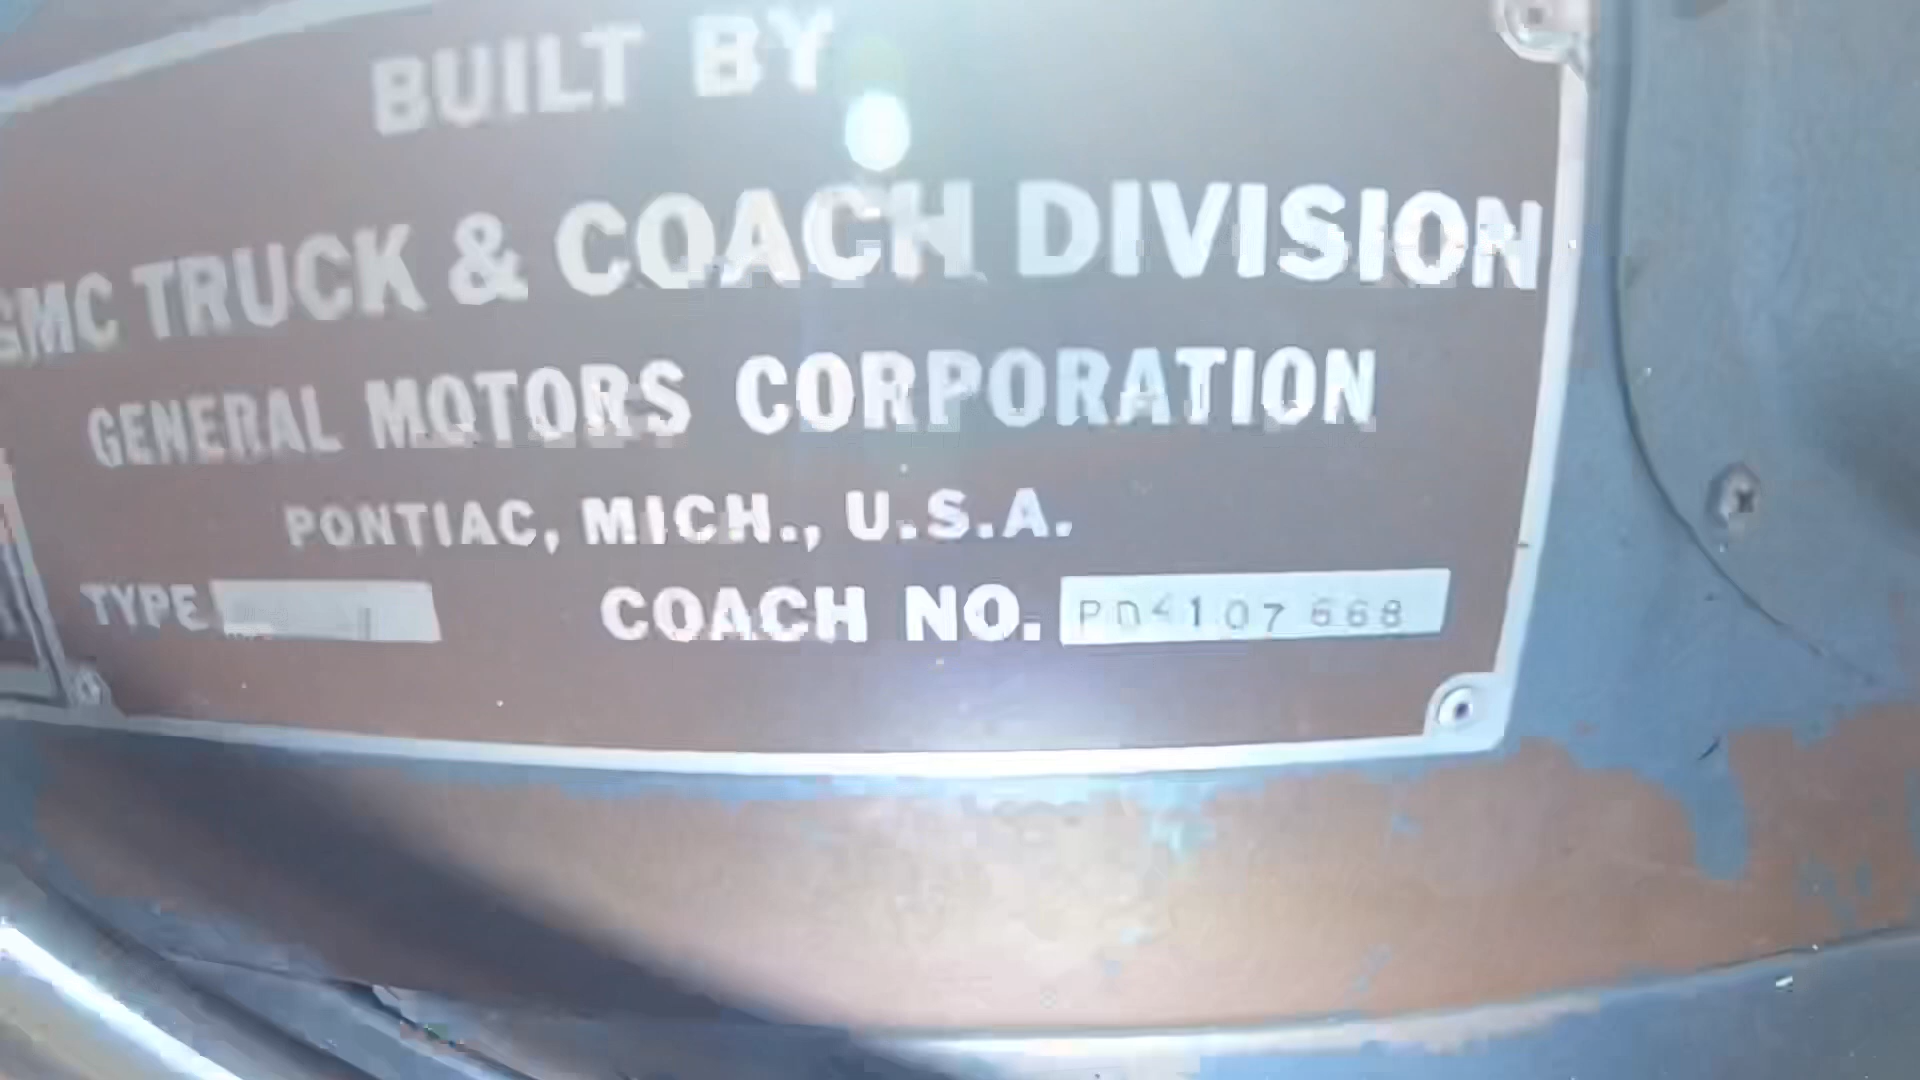 BUILT BY
GMC TRUCK & COACH DIVISION
GENERAL MOTORS CORPORATION
PONTIAC, MICH., U.S.A.
TYPE COACH NO. PD4107 668